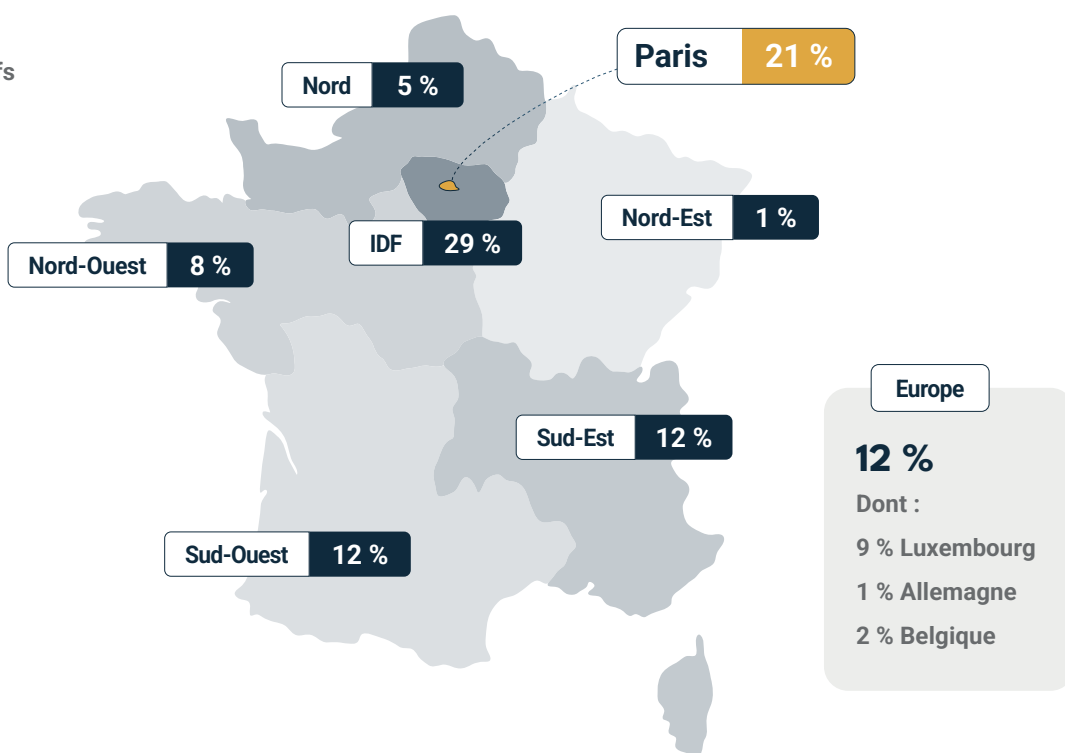 Paris 21 %
Nord 5 %
Nord-Est 1 %
IDF 29 %
Nord-Ouest 8 %
Sud-Est 12 %
Sud-Ouest 12 %
Europe
12 %
Dont :
9 % Luxembourg
1 % Allemagne
2 % Belgique